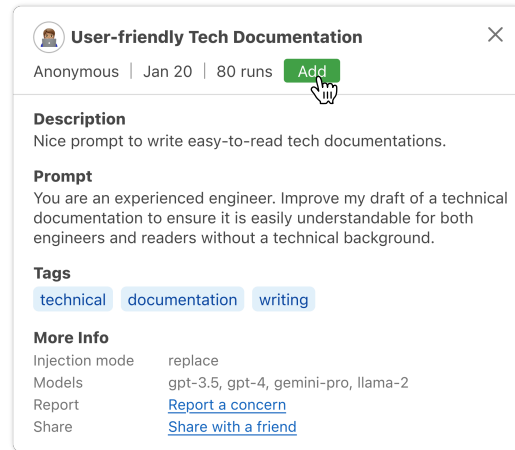 User-friendly Tech Documentation
Anonymous | Jan 20 | 80 runs Add
Description
Nice prompt to write easy-to-read tech documentations.
Prompt
You are an experienced engineer. Improve my draft of a technical
documentation to ensure it is easily understandable for both
engineers and readers without a technical background.
Tags
technical documentation writing
More Info
Injection mode replace
Models gpt-3.5, gpt-4, gemini-pro, llama-2
Report Report a concern
Share Share with a friend